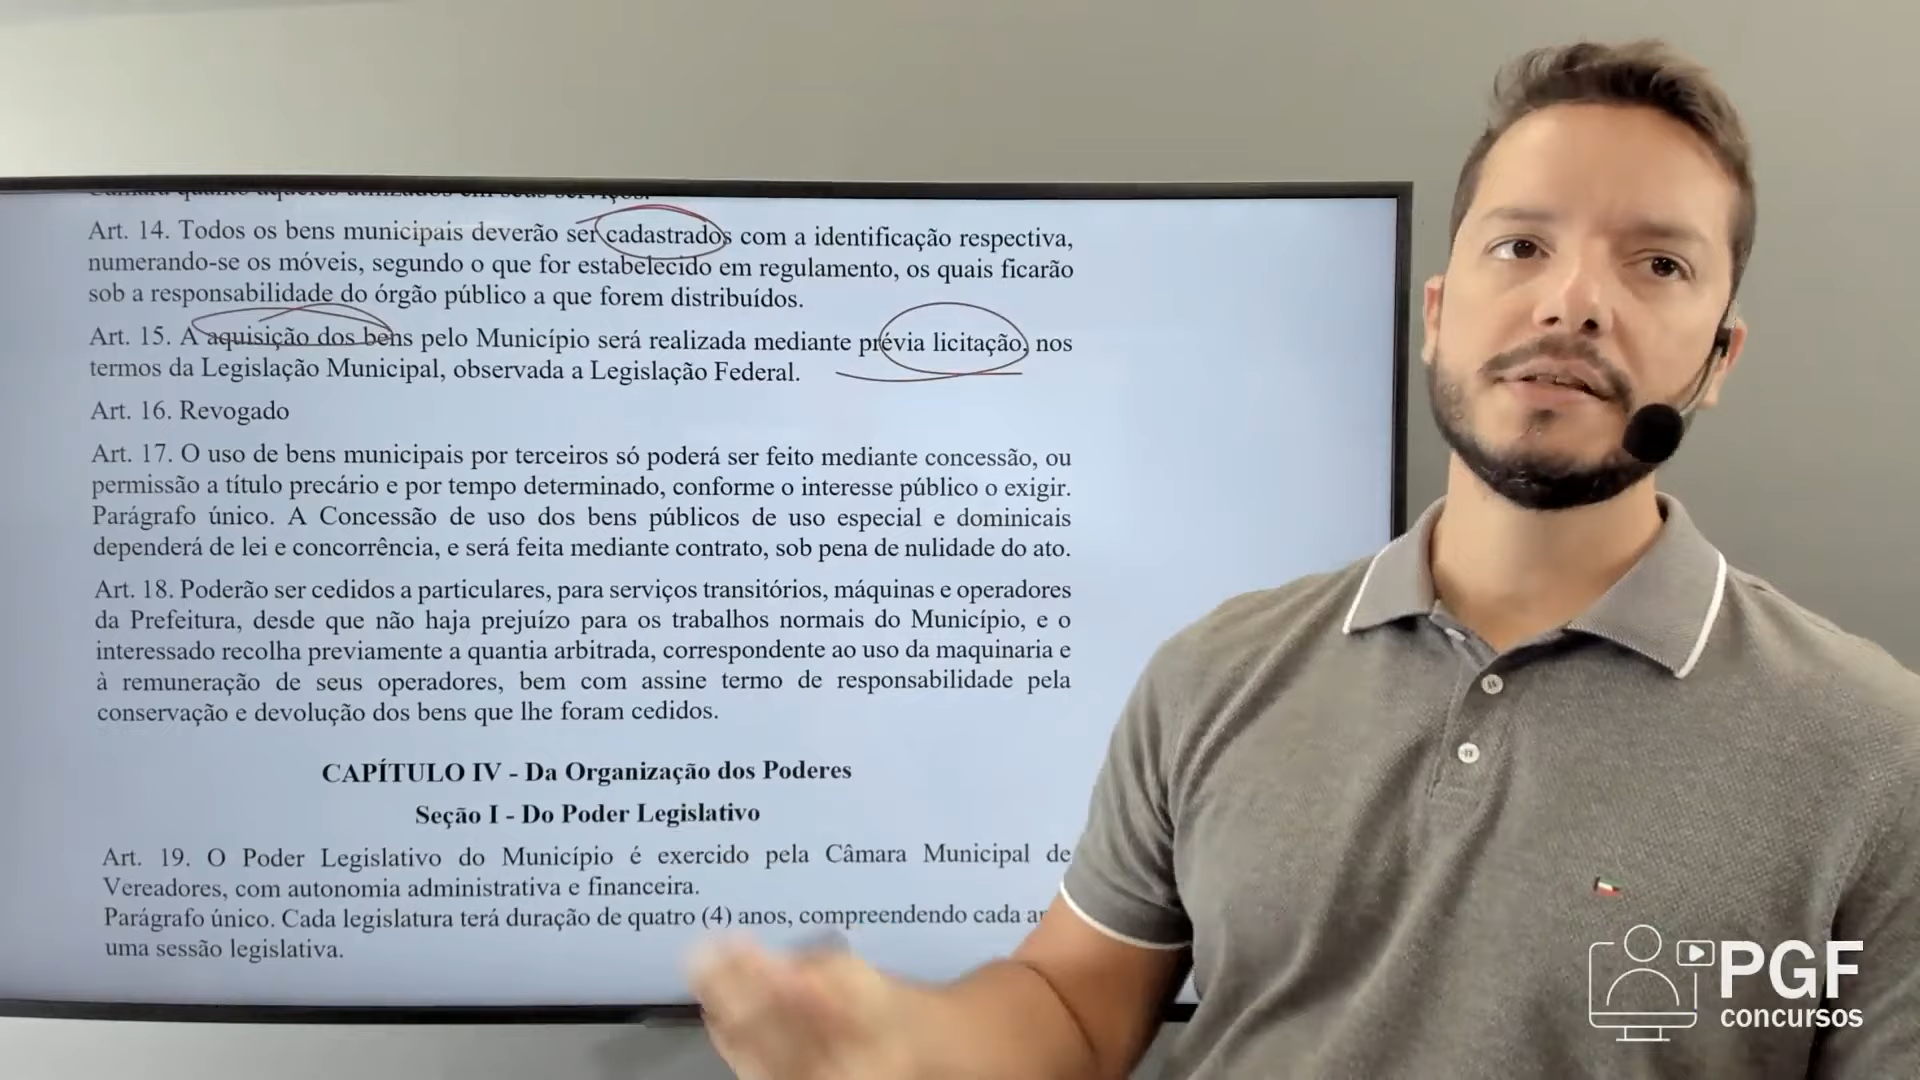 Câmara quanto àqueles utilizados em seus serviços.
Art. 14. Todos os bens municipais deverão ser cadastrados com a identificação respectiva,
numerando-se os móveis, segundo o que for estabelecido em regulamento, os quais ficarão
sob a responsabilidade do órgão público a que forem distribuídos.
Art. 15. A aquisição dos bens pelo Município será realizada mediante prévia licitação, nos
termos da Legislação Municipal, observada a Legislação Federal.
Art. 16. Revogado
Art. 17. O uso de bens municipais por terceiros só poderá ser feito mediante concessão, ou
permissão a título precário e por tempo determinado, conforme o interesse público o exigir.
Parágrafo único. A Concessão de uso dos bens públicos de uso especial e dominicais
dependerá de lei e concorrência, e será feita mediante contrato, sob pena de nulidade do ato.
Art. 18. Poderão ser cedidos a particulares, para serviços transitórios, máquinas e operadores
da Prefeitura, desde que não haja prejuízo para os trabalhos normais do Município, e o
interessado recolha previamente a quantia arbitrada, correspondente ao uso da maquinaria e
à remuneração de seus operadores, bem com assine termo de responsabilidade pela
conservação e devolução dos bens que lhe foram cedidos.
CAPÍTULO IV - Da Organização dos Poderes
Seção I - Do Poder Legislativo
Art. 19. O Poder Legislativo do Município é exercido pela Câmara Municipal de
Vereadores, com autonomia administrativa e financeira.
Parágrafo único. Cada legislatura terá duração de quatro (4) anos, compreendendo cada
uma sessão legislativa.
PGF
concursos